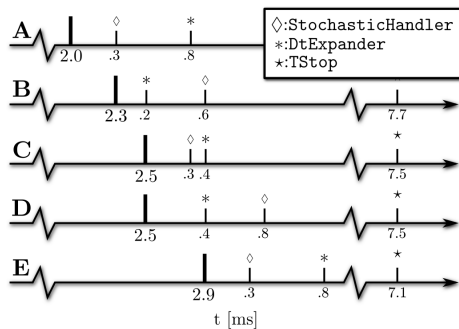 ◇:StochasticHandler
*:DtExpander
⋆:TStop
A
◇ *
2.0 .3 .8
B
* ◇
2.3 .2 .6 7.7
C
◇ * ⋆
2.5 .3 .4 7.5
D
* ◇ ⋆
2.5 .4 .8 7.5
E
◇ * ⋆
2.9 .3 .8 7.1
t [ms]